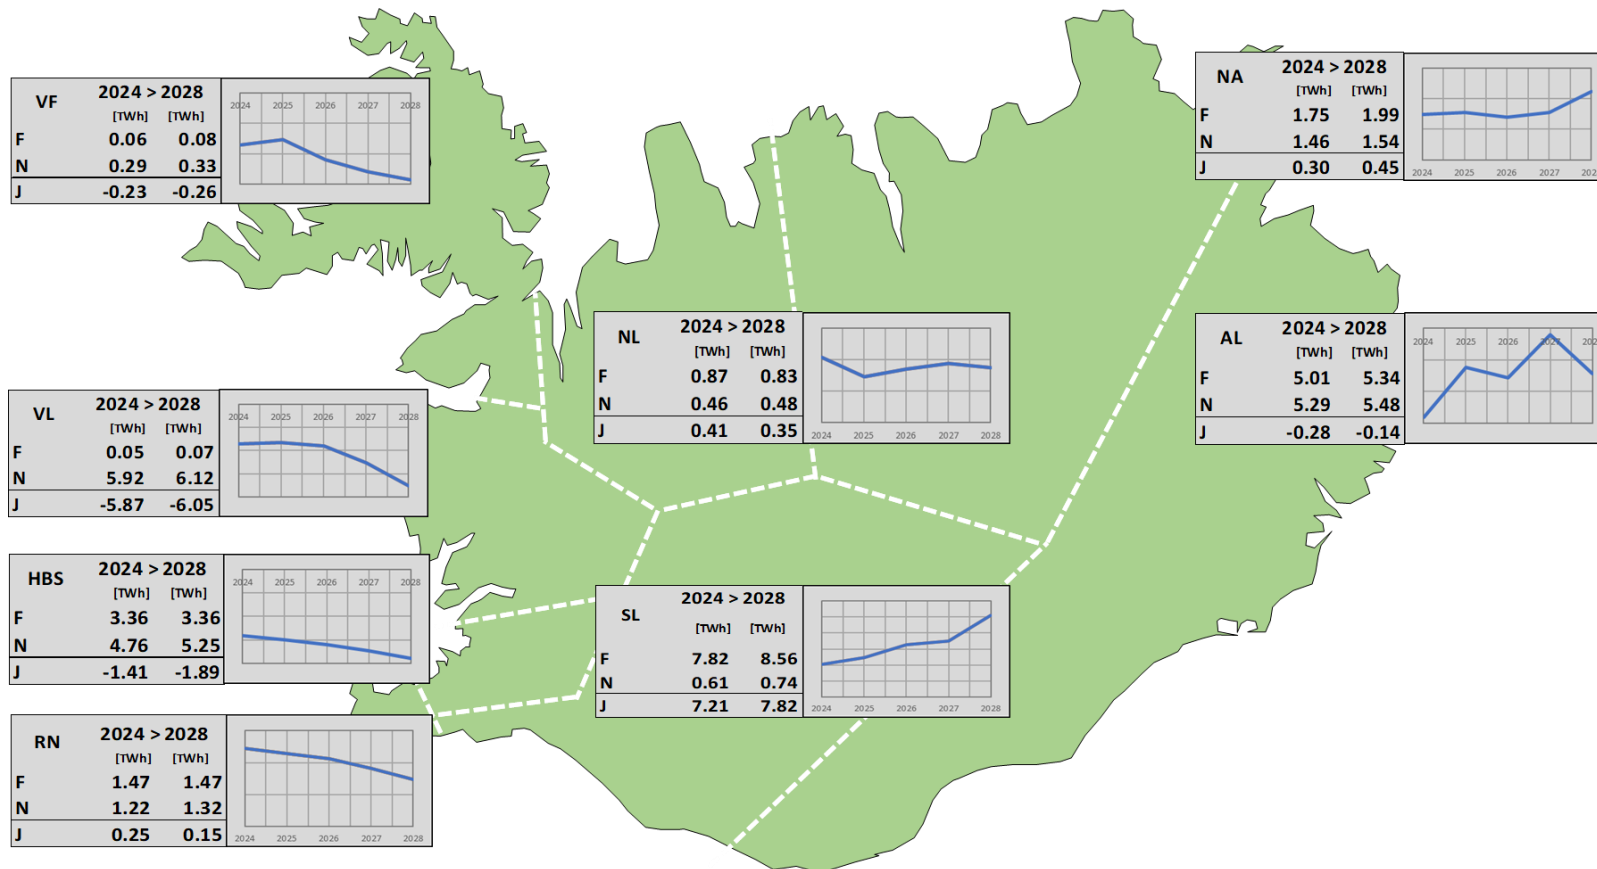 VF 2024 > 2028
[TWh] [TWh]
F 0.06 0.08
N 0.29 0.33
J -0.23 -0.26
2024 2025 2026 2027 2028
NA 2024 > 2028
[TWh] [TWh]
F 1.75 1.99
N 1.46 1.54
J 0.30 0.45
2024 2025 2026 2027 202
NL 2024 > 2028
[TWh] [TWh]
F 0.87 0.83
N 0.46 0.48
J 0.41 0.35
2024 2025 2026 2027 2028
AL 2024 > 2028
[TWh] [TWh]
F 5.01 5.34
N 5.29 5.48
J -0.28 -0.14
2024 2025 2026 2027 202
VL 2024 > 2028
[TWh] [TWh]
F 0.05 0.07
N 5.92 6.12
J -5.87 -6.05
2024 2025 2026 2027 2028
HBS 2024 > 2028
[TWh] [TWh]
F 3.36 3.36
N 4.76 5.25
J -1.41 -1.89
2024 2025 2026 2027 2028
SL 2024 > 2028
[TWh] [TWh]
F 7.82 8.56
N 0.61 0.74
J 7.21 7.82
2024 2025 2026 2027 2028
RN 2024 > 2028
[TWh] [TWh]
F 1.47 1.47
N 1.22 1.32
J 0.25 0.15
2024 2025 2026 2027 2028